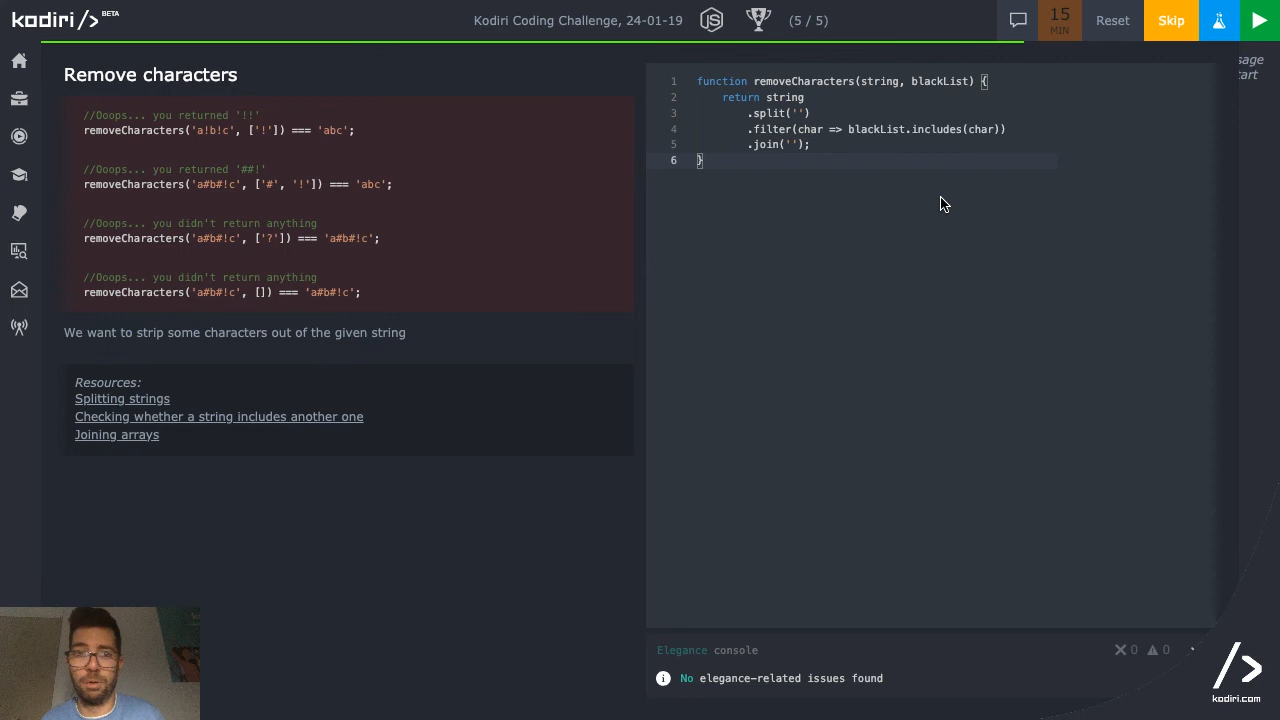 kodiri /> BETA
Kodiri Coding Challenge, 24-01-19
JS
(5 / 5)
15 MIN
Reset
Skip
sage
tart
Remove characters
//Ooops... you returned '!!'
removeCharacters('a!b!c', ['!']) === 'abc';
//Ooops... you returned '##!'
removeCharacters('a#b#!c', ['#', '!']) === 'abc';
//Ooops... you didn't return anything
removeCharacters('a#b#!c', ['?']) === 'a#b#!c';
//Ooops... you didn't return anything
removeCharacters('a#b#!c', []) === 'a#b#!c';
We want to strip some characters out of the given string
Resources:
Splitting strings
Checking whether a string includes another one
Joining arrays
1 function removeCharacters(string, blackList) {
2 return string
3 .split('')
4 .filter(char => blackList.includes(char))
5 .join('');
6 }
Elegance console
0 0
No elegance-related issues found
/>
kodiri.com